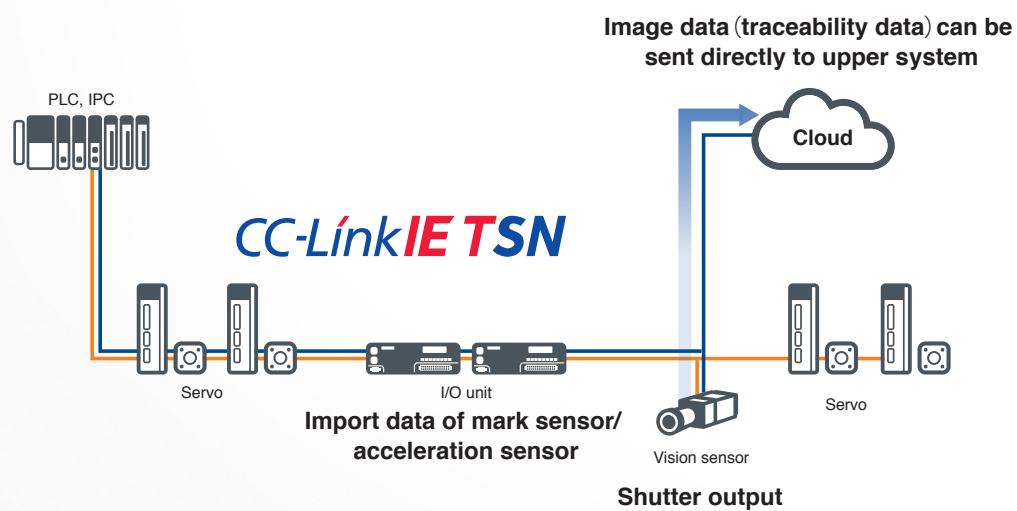 Image data（traceability data）can be
sent directly to upper system
PLC, IPC
Cloud
CC-Link IE TSN
Servo
I/O unit
Import data of mark sensor/
acceleration sensor
Vision sensor
Servo
Shutter output